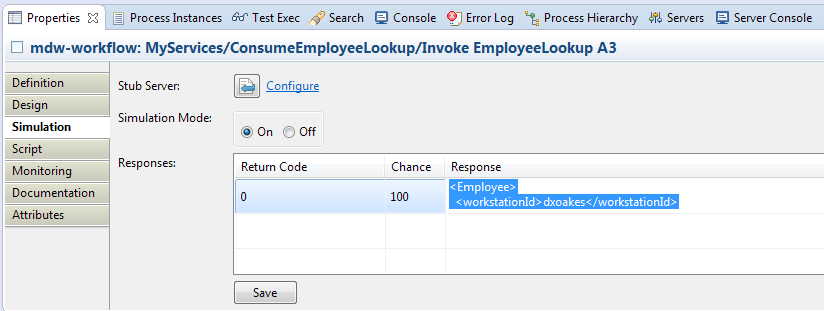 Properties Process Instances Test Exec Search Console Error Log Process Hierarchy Servers Server Console
mdw-workflow: MyServices/ConsumeEmployeeLookup/Invoke EmployeeLookup A3
Definition
Design
Simulation
Script
Monitoring
Documentation
Attributes
Stub Server: Configure
Simulation Mode: On Off
Responses:
Return Code Chance Response
0 100 <Employee>
<workstationId>dxoakes</workstationId>
Save